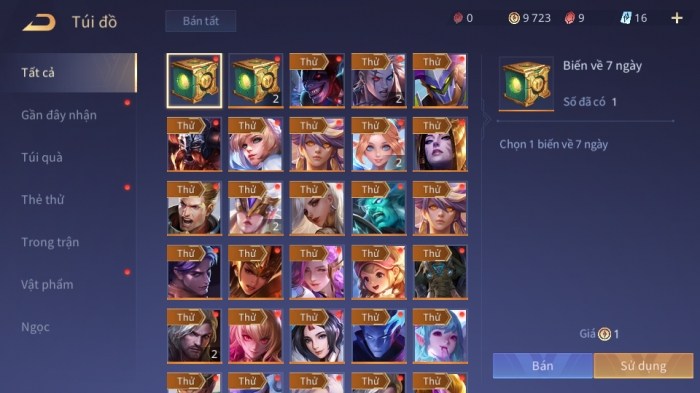 Túi đồ
Bán tất
0
9 723
9
16
Tất cả
Gần đây nhận
Túi quà
Thẻ thử
Trong trận
Vật phẩm
Ngọc
2
Thử
Thử
2
Thử
Thử
Thử
Thử
Thử
2
Thử
Thử
Thử
2
Thử
Thử
Thử
Thử
Thử
Thử
Thử
Thử
Thử
2
Thử
Thử
Thử
Thử
Thử
Thử
Thử
Thử
Thử
Biến về 7 ngày
Số đã có 1
Chọn 1 biến về 7 ngày
Giá 1
Bán
Sử dụng